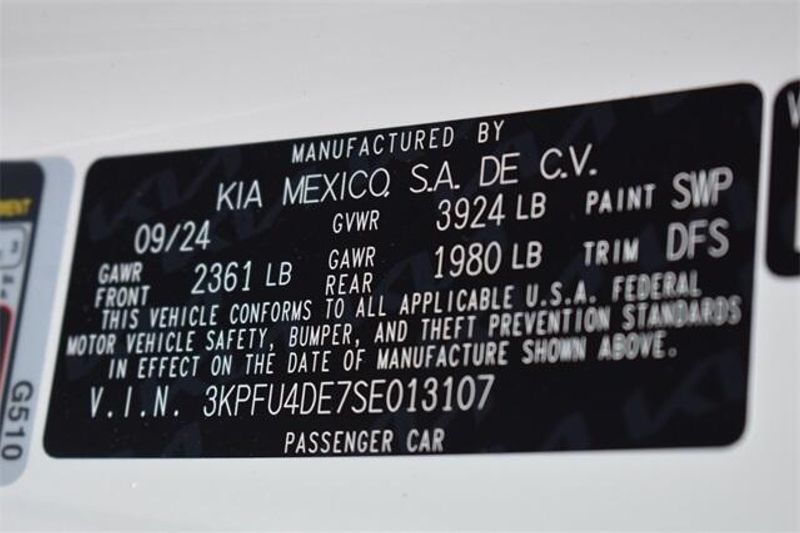 MANUFACTURED BY
KIA MEXICO, S.A. DE C.V.
09/24 GVWR 3924 LB PAINT SWP
GAWR FRONT 2361 LB GAWR REAR 1980 LB TRIM DFS
THIS VEHICLE CONFORMS TO ALL APPLICABLE U.S.A. FEDERAL
MOTOR VEHICLE SAFETY, BUMPER, AND THEFT PREVENTION STANDARDS
IN EFFECT ON THE DATE OF MANUFACTURE SHOWN ABOVE.
V.I.N. 3KPFU4DE7SE013107
PASSENGER CAR
G510